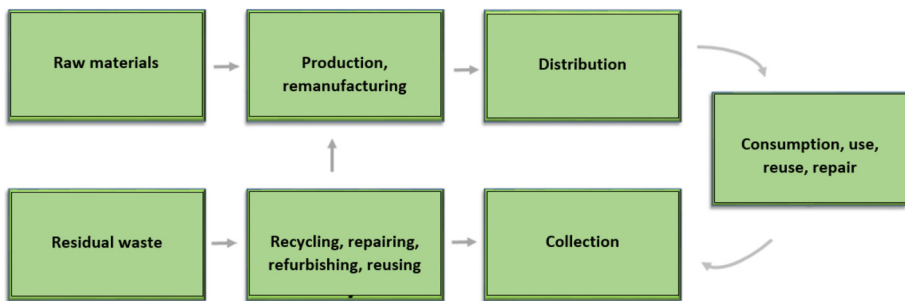 Raw materials
Production,
remanufacturing
Distribution
Consumption, use,
reuse, repair
Residual waste
Recycling, repairing,
refurbishing, reusing
Collection